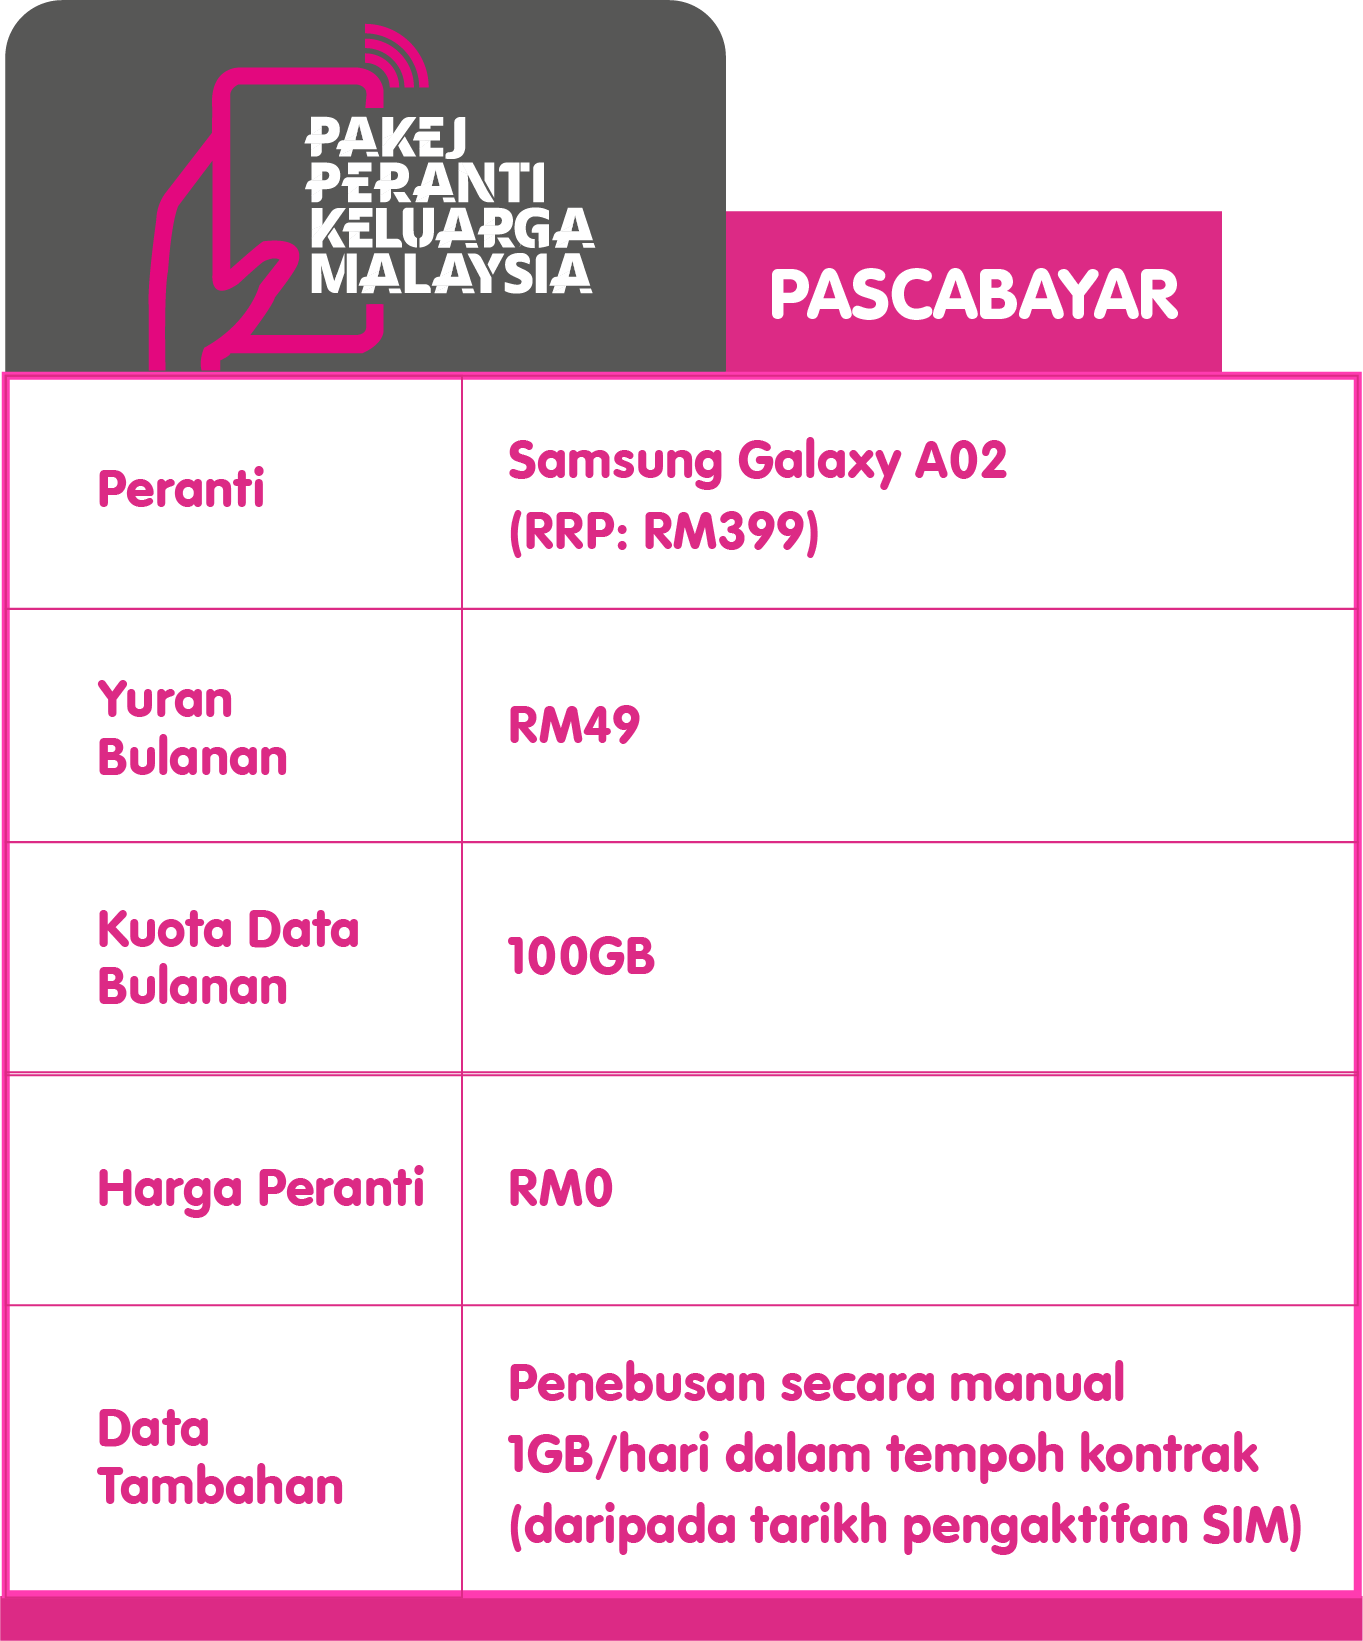 PAKEJ
PERANTI
KELUARGA
MALAYSIA
PASCABAYAR
Peranti
Samsung Galaxy A02
(RRP: RM399)
Yuran
Bulanan
RM49
Kuota Data
Bulanan
100GB
Harga Peranti
RM0
Data
Tambahan
Penebusan secara manual
1GB/hari dalam tempoh kontrak
(daripada tarikh pengaktifan SIM)